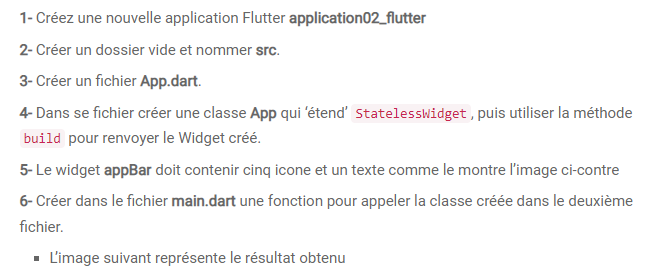 1- Créez une nouvelle application Flutter application02_flutter
2- Créer un dossier vide et nommer src.
3- Créer un fichier App.dart.
4- Dans se fichier créer une classe App qui ‘étend’ StatelessWidget, puis utiliser la méthode
build pour renvoyer le Widget créé.
5- Le widget appBar doit contenir cinq icone et un texte comme le montre l’image ci-contre
6- Créer dans le fichier main.dart une fonction pour appeler la classe créée dans le deuxième
fichier.
▪ L’image suivant représente le résultat obtenu